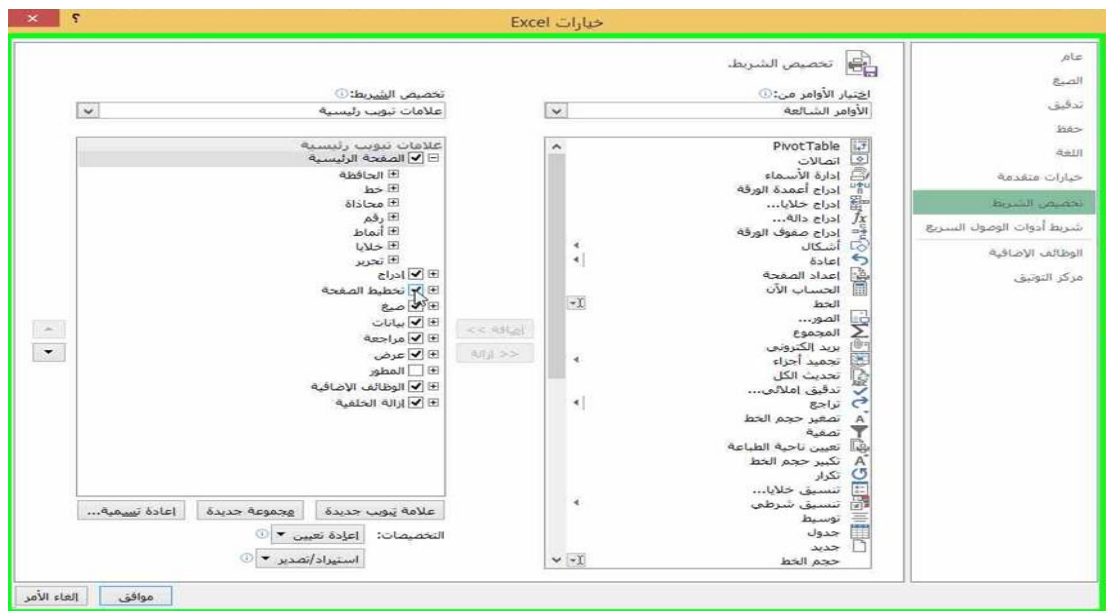 خيارات Excel
؟
عام
الصيغ
تدقيق
حفظ
اللغة
خيارات متقدمة
تخصيص الشريط
شريط أدوات الوصول السريع
الوظائف الإضافية
مركز التوثيق
تخصيص الشريط.
اختيار الأوامر من:
الأوامر الشائعة
PivotTable
اتصالات
إدارة الأسماء
إدراج أعمدة الورقة
إدراج خلايا...
إدراج دالة...
إدراج صفوف الورقة
أشكال
إعادة
إعداد الصفحة
الحساب الآن
الخط
الصور...
المجموع
بريد إلكتروني
تجميد أجزاء
تحديث الكل
تدقيق إملائي...
تراجع
تصغير حجم الخط
تصفية
تعيين ناحية الطباعة
تكبير حجم الخط
تكرار
تنسيق خلايا...
تنسيق شرطي
توسيط
جدول
جديد
حجم الخط
إضافة >>
<< إزالة
تخصيص الشريط:
علامات تبويب رئيسية
علامات تبويب رئيسية
الصفحة الرئيسية
الحافظة
خط
محاذاة
رقم
أنماط
خلايا
تحرير
إدراج
تخطيط الصفحة
صيغ
بيانات
مراجعة
عرض
المطور
الوظائف الإضافية
إزالة الخلفية
علامة تبويب جديدة
مجموعة جديدة
إعادة تسمية...
التخصيصات:
إعادة تعيين
استيراد/تصدير
موافق
إلغاء الأمر